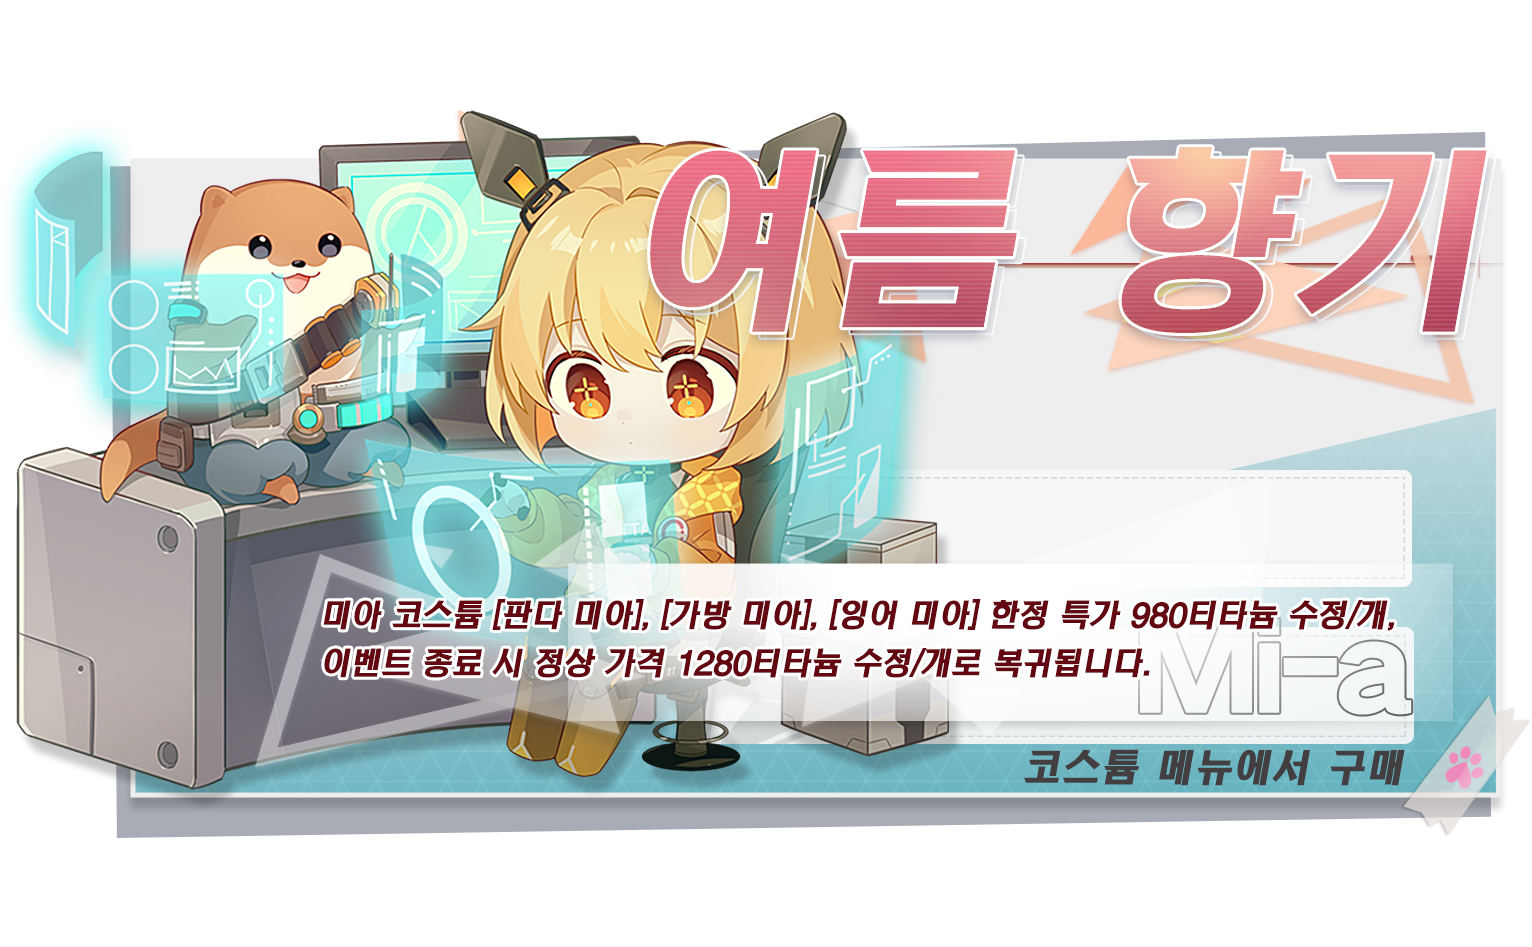 여름 향기
미아 코스튬 [판다 미아], [가방 미아], [잉어 미아] 한정 특가 980티타늄 수정/개,
이벤트 종료 시 정상 가격 1280티타늄 수정/개로 복귀됩니다.
Mi-a
코스튬 메뉴에서 구매